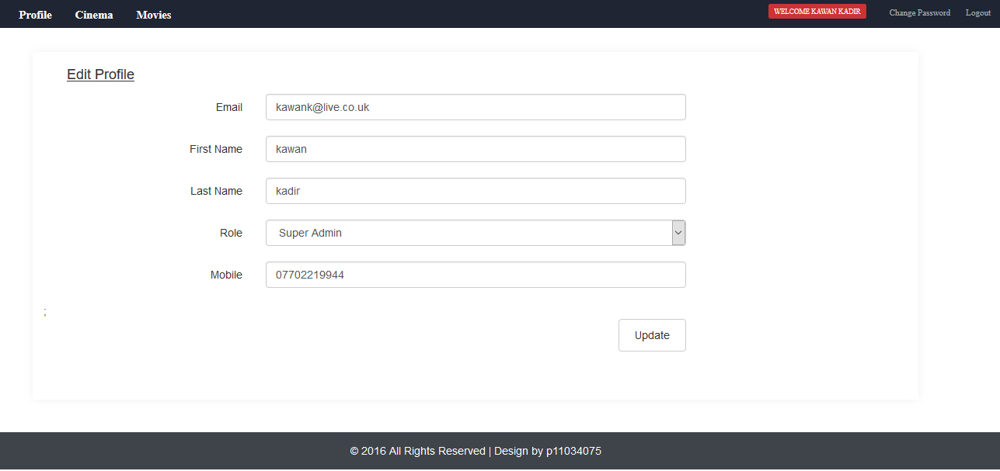 Profile Cinema Movies WELCOME KAWAN KADIR Change Password Logout
Edit Profile
Email kawank@live.co.uk
First Name kawan
Last Name kadir
Role Super Admin
Mobile 07702219944
;
Update
© 2016 All Rights Reserved | Design by p11034075